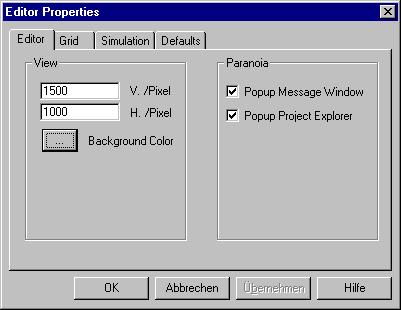 Editor Properties
Editor Grid Simulation Defaults
View
1500 V. /Pixel
1000 H. /Pixel
... Background Color
Paranoia
Popup Message Window
Popup Project Explorer
OK Abbrechen Übernehmen Hilfe